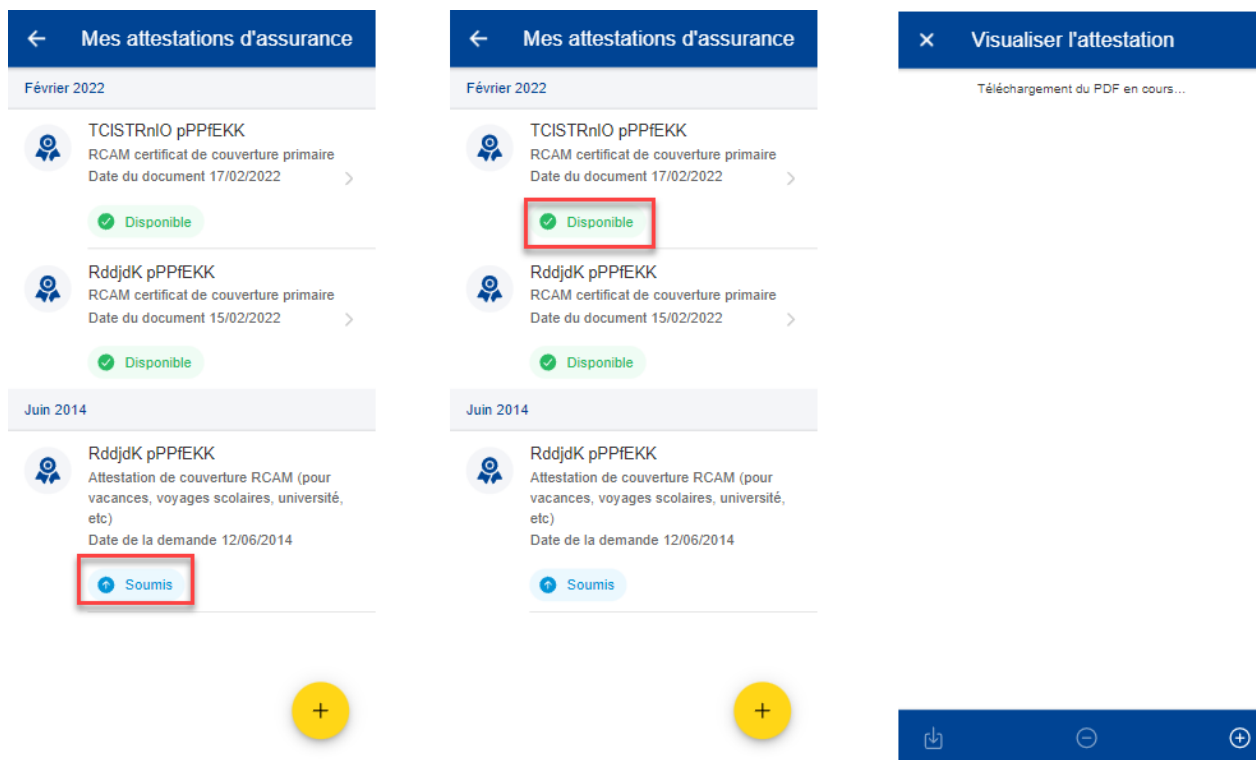 Mes attestations d'assurance
Février 2022
TCISTRnIO pPPfEKK
RCAM certificat de couverture primaire
Date du document 17/02/2022
Disponible
RddjdK pPPfEKK
RCAM certificat de couverture primaire
Date du document 15/02/2022
Disponible
Juin 2014
RddjdK pPPfEKK
Attestation de couverture RCAM (pour
vacances, voyages scolaires, université,
etc)
Date de la demande 12/06/2014
Soumis
+
Mes attestations d'assurance
Février 2022
TCISTRnIO pPPfEKK
RCAM certificat de couverture primaire
Date du document 17/02/2022
Disponible
RddjdK pPPfEKK
RCAM certificat de couverture primaire
Date du document 15/02/2022
Disponible
Juin 2014
RddjdK pPPfEKK
Attestation de couverture RCAM (pour
vacances, voyages scolaires, université,
etc)
Date de la demande 12/06/2014
Soumis
+
Visualiser l'attestation
Téléchargement du PDF en cours...